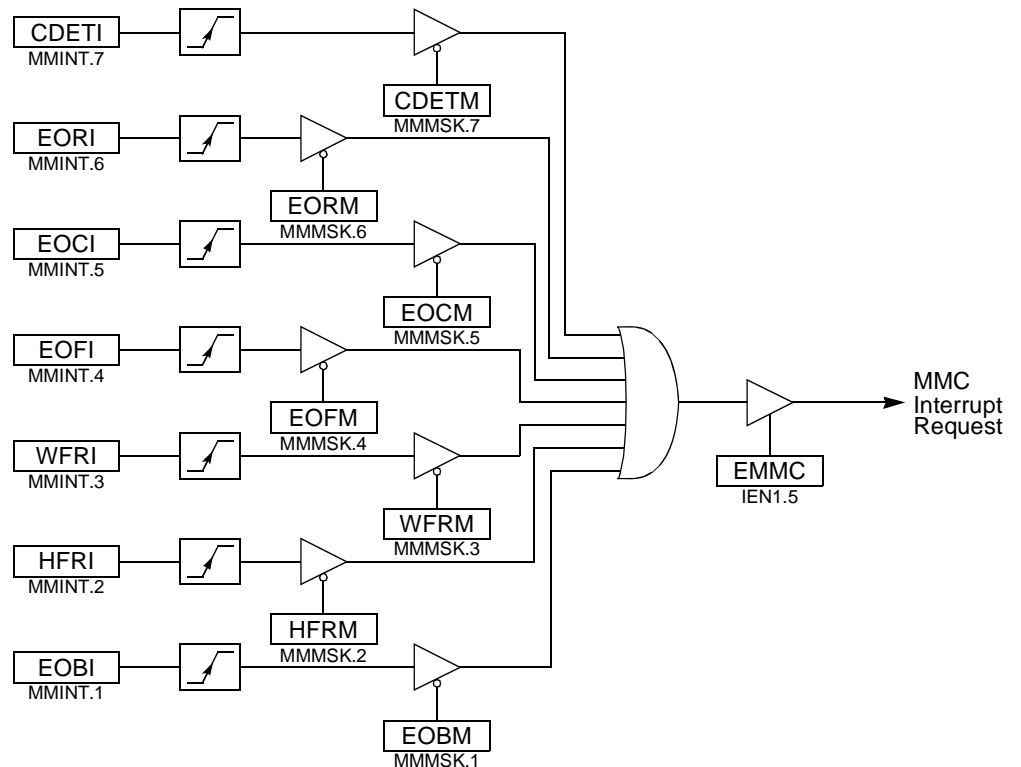 CDETI
MMINT.7
CDETM
MMMSK.7
EORI
MMINT.6
EORM
MMMSK.6
EOCI
MMINT.5
EOCM
MMMSK.5
EOFI
MMINT.4
EOFM
MMMSK.4
MMC
Interrupt
Request
WFRI
MMINT.3
EMMC
IEN1.5
WFRM
MMMSK.3
HFRI
MMINT.2
HFRM
MMMSK.2
EOBI
MMINT.1
EOBM
MMMSK.1